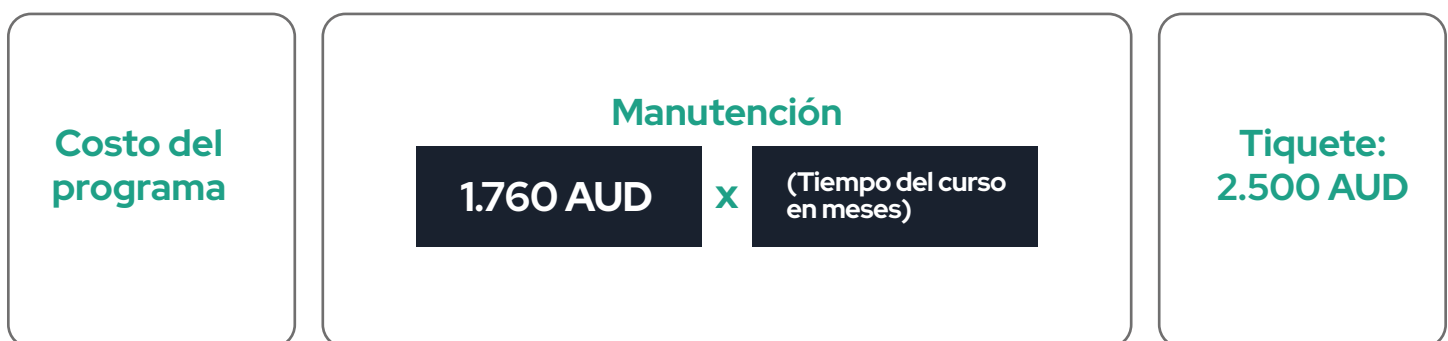 Costo del
programa
Manutención
1.760 AUD
x
(Tiempo del curso
en meses)
Tiquete:
2.500 AUD